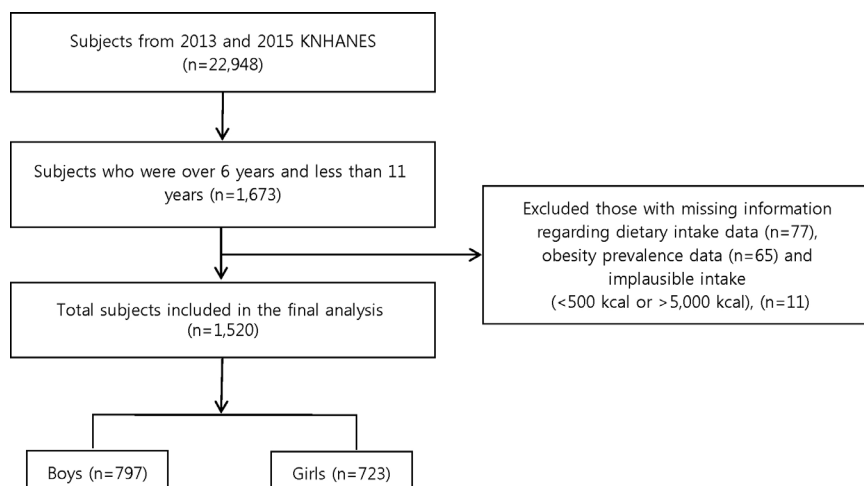 Subjects from 2013 and 2015 KNHANES
(n=22,948)
Subjects who were over 6 years and less than 11
years (n=1,673)
Excluded those with missing information
regarding dietary intake data (n=77),
obesity prevalence data (n=65) and
implausible intake
(<500 kcal or >5,000 kcal), (n=11)
Total subjects included in the final analysis
(n=1,520)
Boys (n=797)
Girls (n=723)